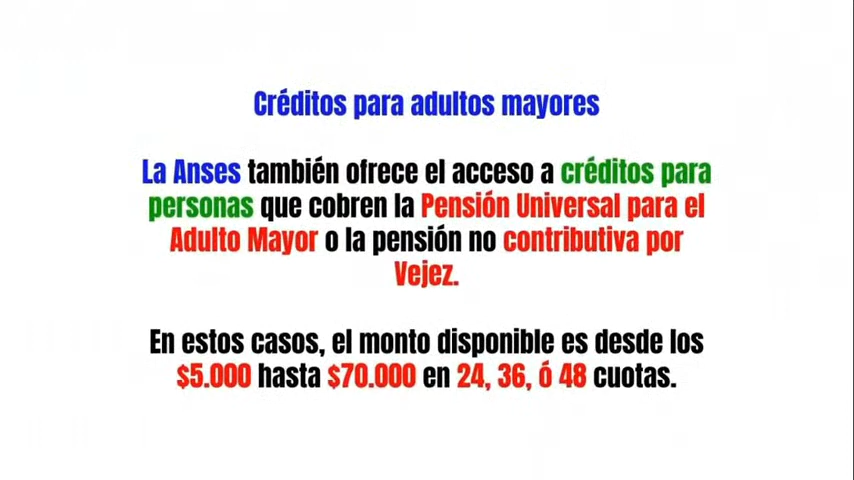 Créditos para adultos mayores
La Anses también ofrece el acceso a créditos para
personas que cobren la Pensión Universal para el
Adulto Mayor o la pensión no contributiva por
Vejez.
En estos casos, el monto disponible es desde los
$5.000 hasta $70.000 en 24, 36, ó 48 cuotas.